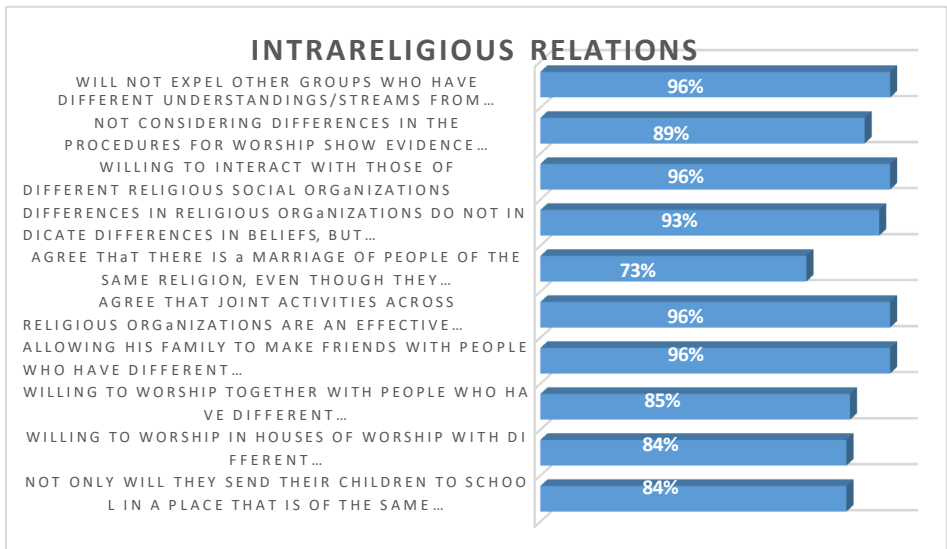 INTRARELIGIOUS RELATIONS
WILL NOT EXPEL OTHER GROUPS WHO HAVE
DIFFERENT UNDERSTANDINGS/STREAMS FROM…
96%
NOT CONSIDERING DIFFERENCES IN THE
PROCEDURES FOR WORSHIP SHOW EVIDENCE…
89%
WILLING TO INTERACT WITH THOSE OF
DIFFERENT RELIGIOUS SOCIAL ORGaNIZATIONS
96%
DIFFERENCES IN RELIGIOUS ORGaNIZATIONS DO NOT IN
DICATE DIFFERENCES IN BELIEFS, BUT…
93%
AGREE THaT THERE IS a MARRIAGE OF PEOPLE OF THE
SAME RELIGION, EVEN THOUGH THEY…
73%
AGREE THAT JOINT ACTIVITIES ACROSS
RELIGIOUS ORGaNIZATIONS ARE AN EFFECTIVE…
96%
ALLOWING HIS FAMILY TO MAKE FRIENDS WITH PEOPLE
WHO HAVE DIFFERENT…
96%
WILLING TO WORSHIP TOGETHER WITH PEOPLE WHO HA
VE DIFFERENT…
85%
WILLING TO WORSHIP IN HOUSES OF WORSHIP WITH DI
FFERENT…
84%
NOT ONLY WILL THEY SEND THEIR CHILDREN TO SCHOO
L IN A PLACE THAT IS OF THE SAME…
84%